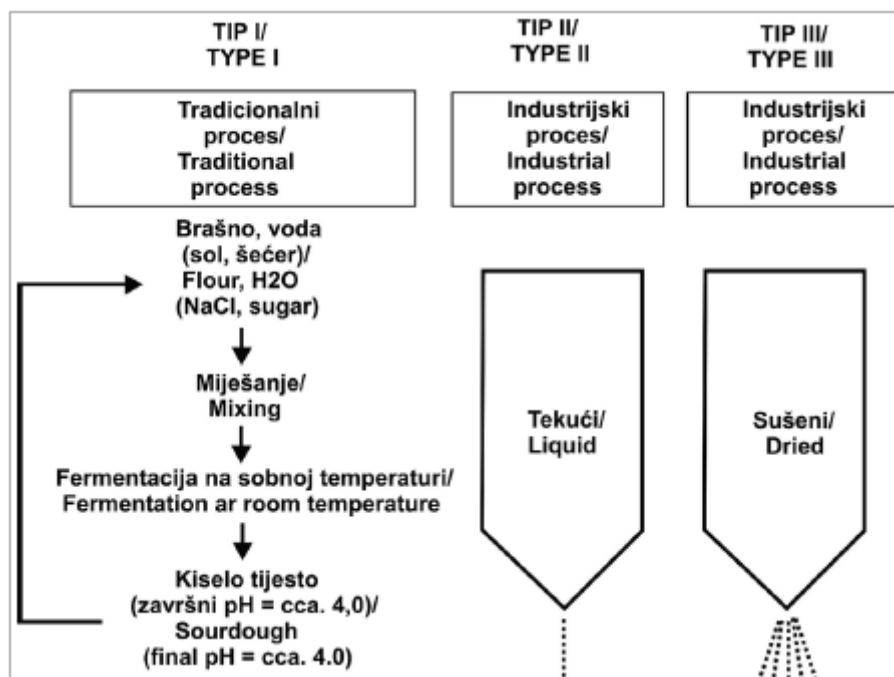 TIP I/
TYPE I
TIP II/
TYPE II
TIP III/
TYPE III
Tradicionalni
proces/
Traditional
process
Industrijski
proces/
Industrial
process
Industrijski
proces/
Industrial
process
Brašno, voda
(sol, šećer)/
Flour, H2O
(NaCl, sugar)
Miješanje/
Mixing
Fermentacija na sobnoj temperaturi/
Fermentation ar room temperature
Kiselo tijesto
(završni pH = cca. 4,0)/
Sourdough
(final pH = cca. 4.0)
Tekući/
Liquid
Sušeni/
Dried